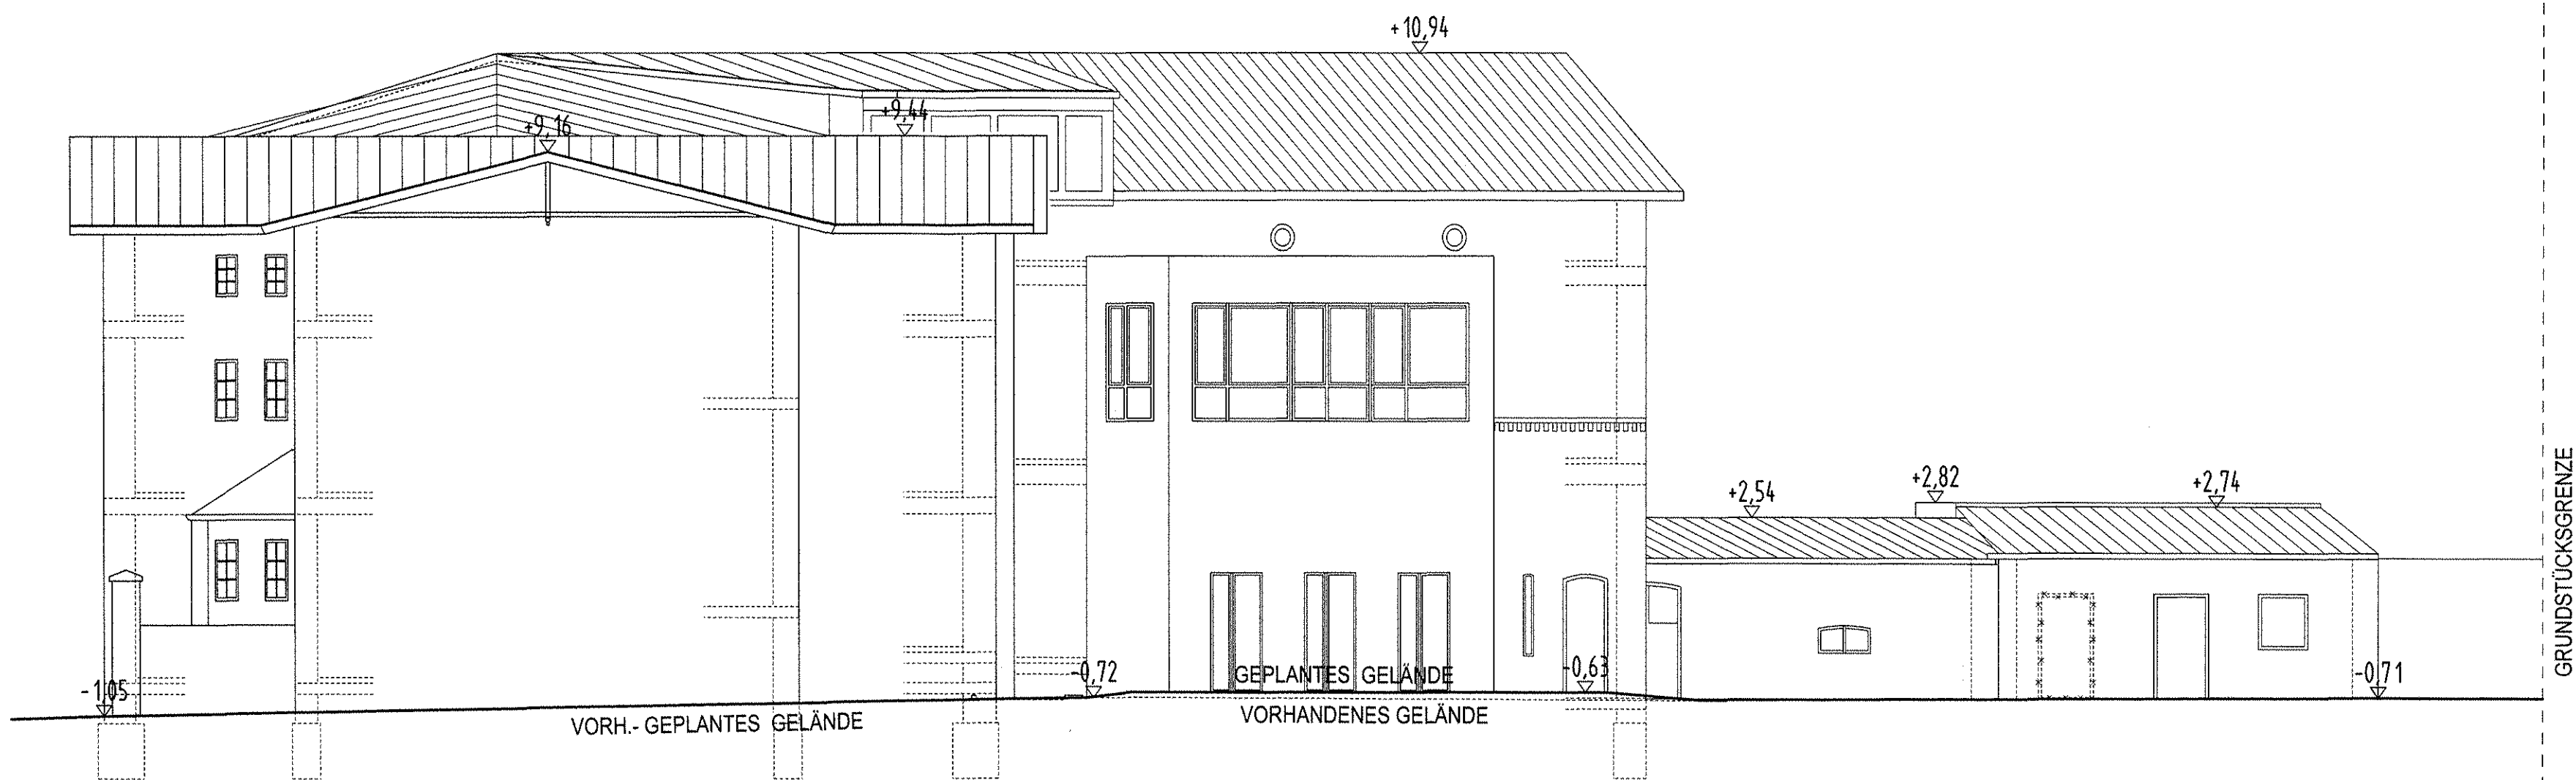 +10,94
+9,44
+9,16
+2,82
+2,74
+2,54
GRUNDSTÜCKSGRENZE
-0,72
GEPLANTES GELÄNDE
-0,63
-0,71
-1,05
VORH.- GEPLANTES GELÄNDE
VORHANDENES GELÄNDE